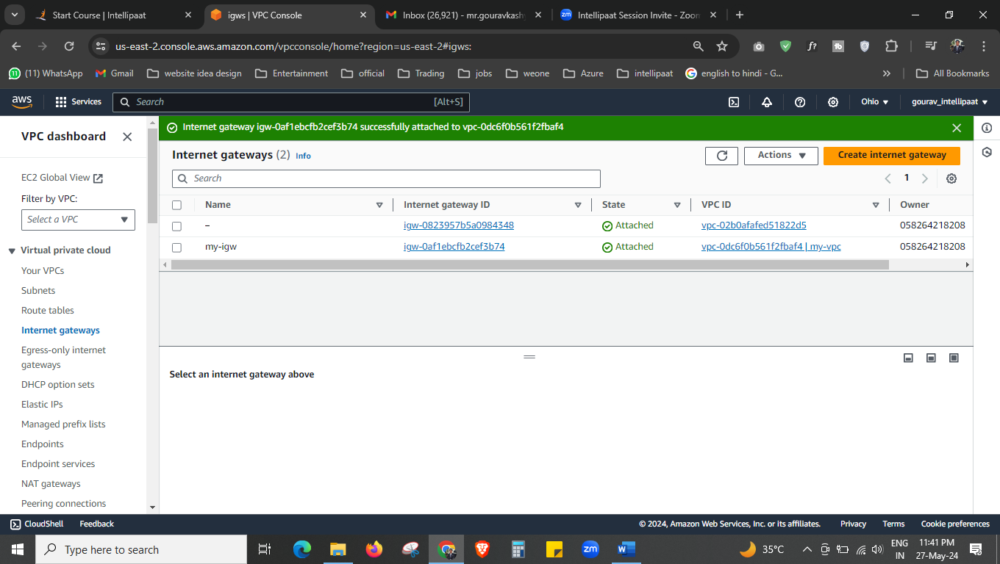 Start Course | Intellipaat
igws | VPC Console
Inbox (26,921) - mr.gouravkash
Intellipaat Session Invite - Zoom
us-east-2.console.aws.amazon.com/vpcconsole/home?region=us-east-2#igws:
(11) WhatsApp
Gmail
website idea design
Entertainment
official
Trading
jobs
weone
Azure
intellipaat
english to hindi - G...
All Bookmarks
aws
Services
Search
[Alt+S]
Ohio
gourav_intellipaat
VPC dashboard
Internet gateway igw-0af1ebcfb2cef3b74 successfully attached to vpc-0dc6f0b561f2fbaf4
Internet gateways (2) Info
Actions
Create internet gateway
EC2 Global View
Filter by VPC:
Select a VPC
Search
1
Name
Internet gateway ID
State
VPC ID
Owner
–
igw-0823957b5a0984348
Attached
vpc-02b0afafed51822d5
058264218208
my-igw
igw-0af1ebcfb2cef3b74
Attached
vpc-0dc6f0b561f2fbaf4 | my-vpc
058264218208
Virtual private cloud
Your VPCs
Subnets
Route tables
Internet gateways
Egress-only internet
gateways
DHCP option sets
Elastic IPs
Managed prefix lists
Endpoints
Endpoint services
NAT gateways
Peering connections
Select an internet gateway above
CloudShell
Feedback
© 2024, Amazon Web Services, Inc. or its affiliates.
Privacy
Terms
Cookie preferences
Type here to search
35°C
ENG
IN
11:41 PM
27-May-24